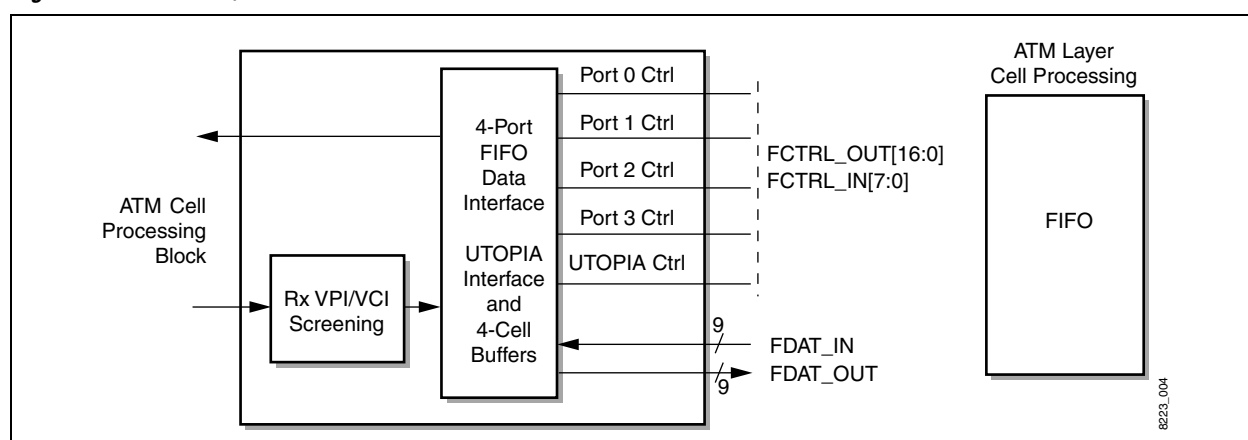 ATM Layer
Cell Processing
Port 0 Ctrl
Port 1 Ctrl
Port 2 Ctrl
Port 3 Ctrl
UTOPIA Ctrl
4-Port
FIFO
Data
Interface
UTOPIA
Interface
and
4-Cell
Buffers
FCTRL_OUT[16:0]
FCTRL_IN[7:0]
FIFO
ATM Cell
Processing
Block
Rx VPI/VCI
Screening
9
FDAT_IN
FDAT_OUT
9
8223_004